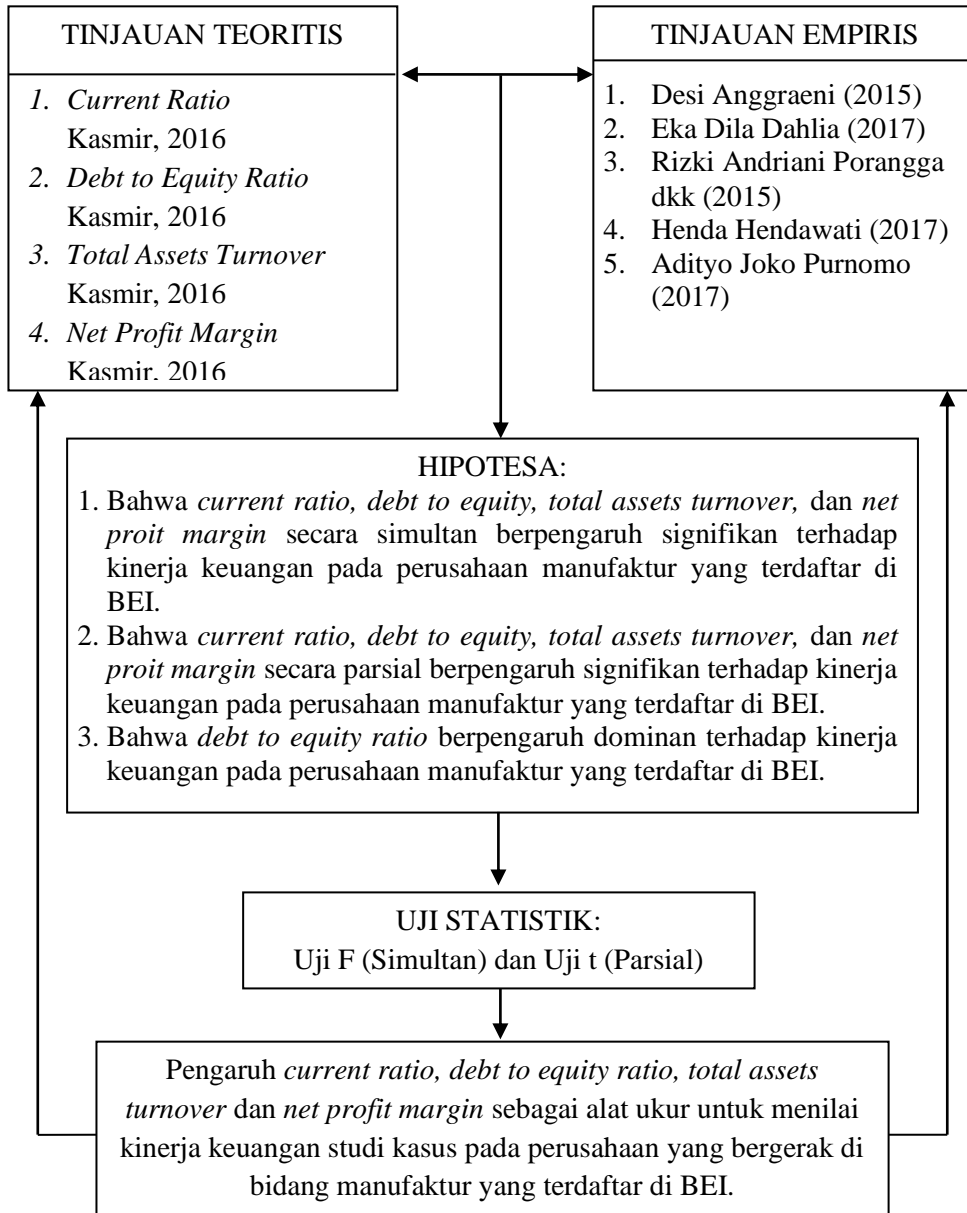 TINJAUAN TEORITIS
1. Current Ratio
Kasmir, 2016
2. Debt to Equity Ratio
Kasmir, 2016
3. Total Assets Turnover
Kasmir, 2016
4. Net Profit Margin
Kasmir, 2016
TINJAUAN EMPIRIS
1. Desi Anggraeni (2015)
2. Eka Dila Dahlia (2017)
3. Rizki Andriani Porangga
dkk (2015)
4. Henda Hendawati (2017)
5. Adityo Joko Purnomo
(2017)
HIPOTESA:
1. Bahwa current ratio, debt to equity, total assets turnover, dan net
proit margin secara simultan berpengaruh signifikan terhadap
kinerja keuangan pada perusahaan manufaktur yang terdaftar di
BEI.
2. Bahwa current ratio, debt to equity, total assets turnover, dan net
proit margin secara parsial berpengaruh signifikan terhadap kinerja
keuangan pada perusahaan manufaktur yang terdaftar di BEI.
3. Bahwa debt to equity ratio berpengaruh dominan terhadap kinerja
keuangan pada perusahaan manufaktur yang terdaftar di BEI.
UJI STATISTIK:
Uji F (Simultan) dan Uji t (Parsial)
Pengaruh current ratio, debt to equity ratio, total assets
turnover dan net profit margin sebagai alat ukur untuk menilai
kinerja keuangan studi kasus pada perusahaan yang bergerak di
bidang manufaktur yang terdaftar di BEI.